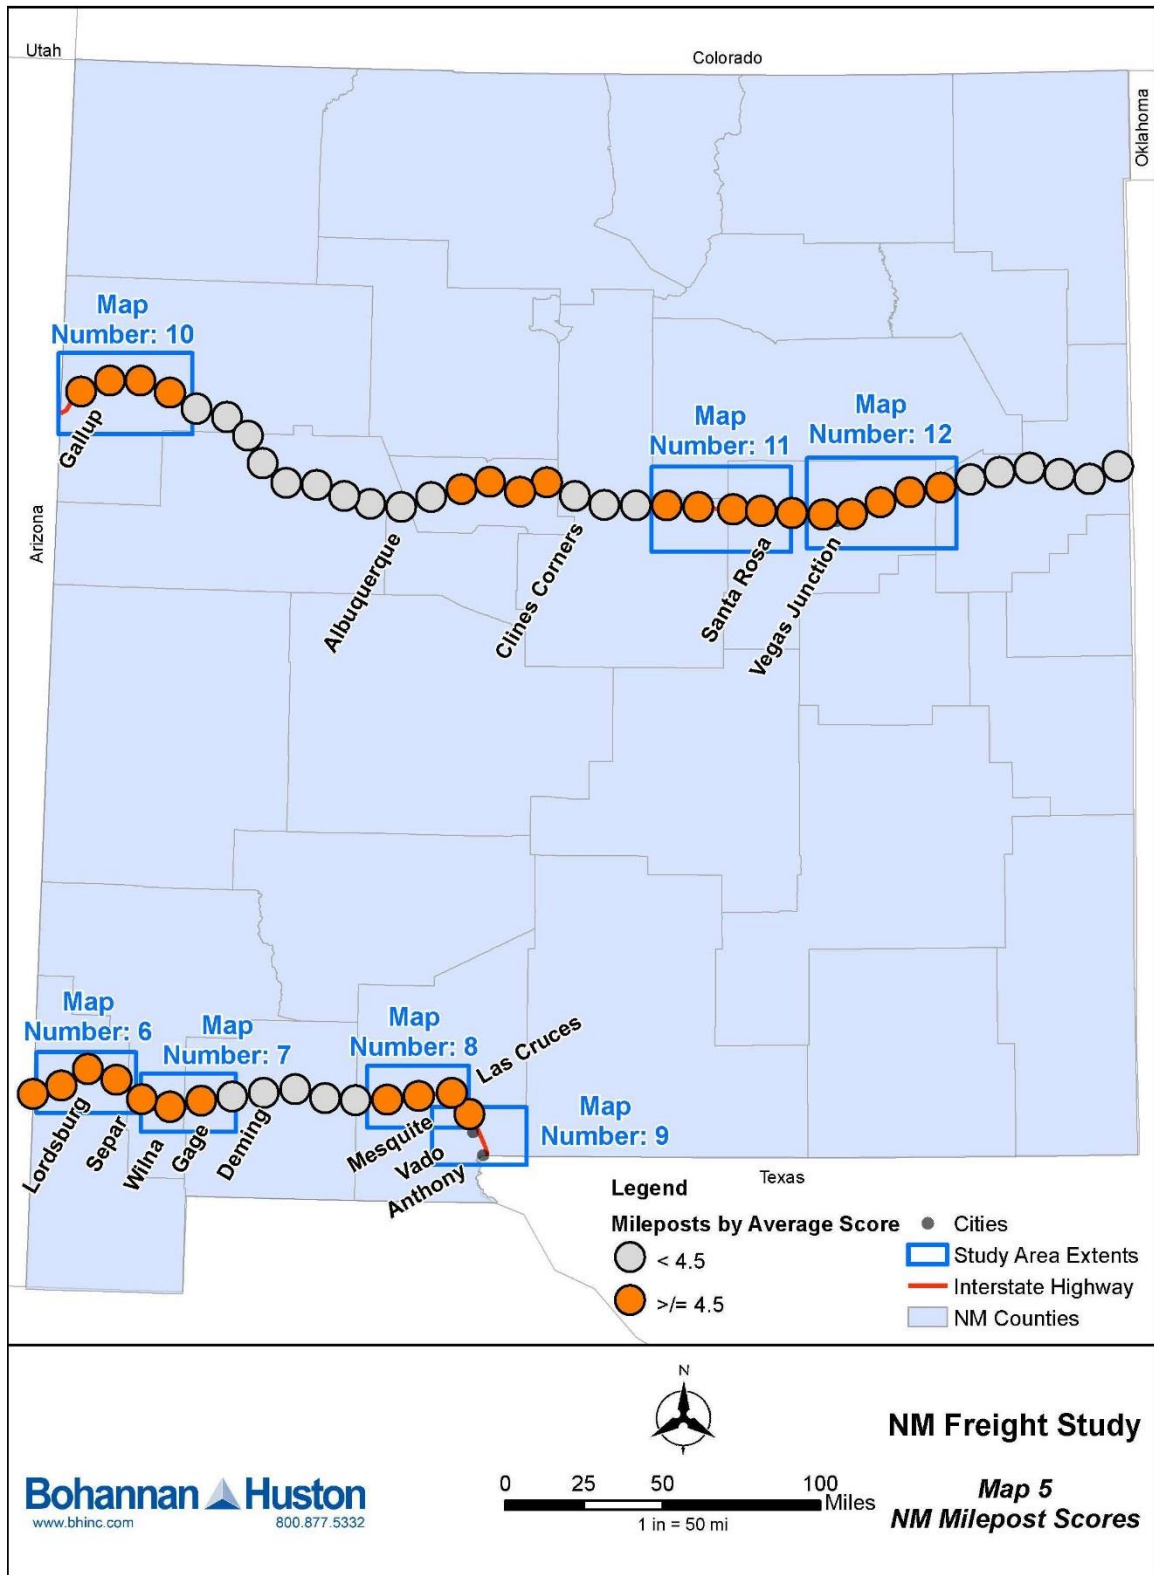 Utah
Colorado
Oklahoma
Map
Number: 10
Gallup
Map
Number: 11
Map
Number: 12
Arizona
Albuquerque
Clines Corners
Santa Rosa
Vegas Junction
Map
Number: 6
Map
Number: 7
Map
Number: 8
Las Cruces
Map
Number: 9
Lordsburg
Separ
Wilna
Gage
Deming
Mesquite
Vado
Anthony
Texas
Legend
Mileposts by Average Score
< 4.5
>/= 4.5
Cities
Study Area Extents
Interstate Highway
NM Counties
N
NM Freight Study
Map 5
NM Milepost Scores
0 25 50 100
Miles
1 in = 50 mi
Bohannan Huston
www.bhinc.com 800.877.5332